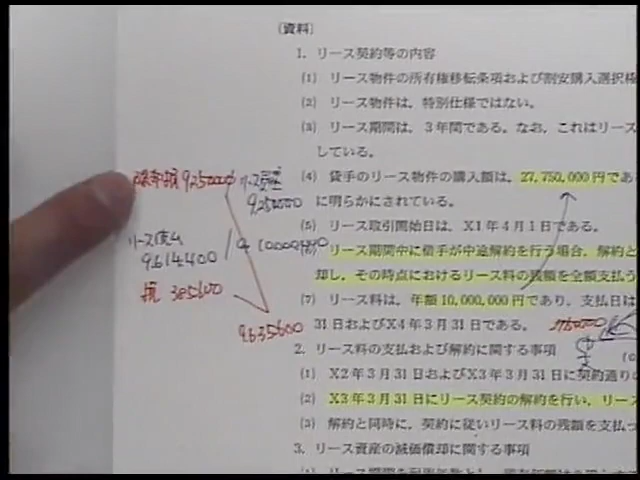 〔資料〕
1. リース契約等の内容
(1) リース物件の所有権移転条項および割安購入選択権
(2) リース物件は、特別仕様ではない。
(3) リース期間は、3年間である。なお、これはリース
している。
(4) 貸手のリース物件の購入額は、27,750,000円であ
に明らかにされている。
(5) リース取引開始日は、X1年4月1日である。
(6) リース期間中に借手が中途解約を行う場合、解約と
却し、その時点におけるリース料の残額を全額支払う
(7) リース料は、年額10,000,000円であり、支払日は
31日およびX4年3月31日である。
2. リース料の支払および解約に関する事項
(1) X2年3月31日およびX3年3月31日に契約通りの
(2) X3年3月31日にリース契約の解約を行い、リース
(3) 解約と同時に、契約に従いリース料の残額を支払っ
3. リース資産の減価償却に関する事項
9,250,000
リース資産
9,250,000
リース債務
9,614,400
損 385,600
9,635,600